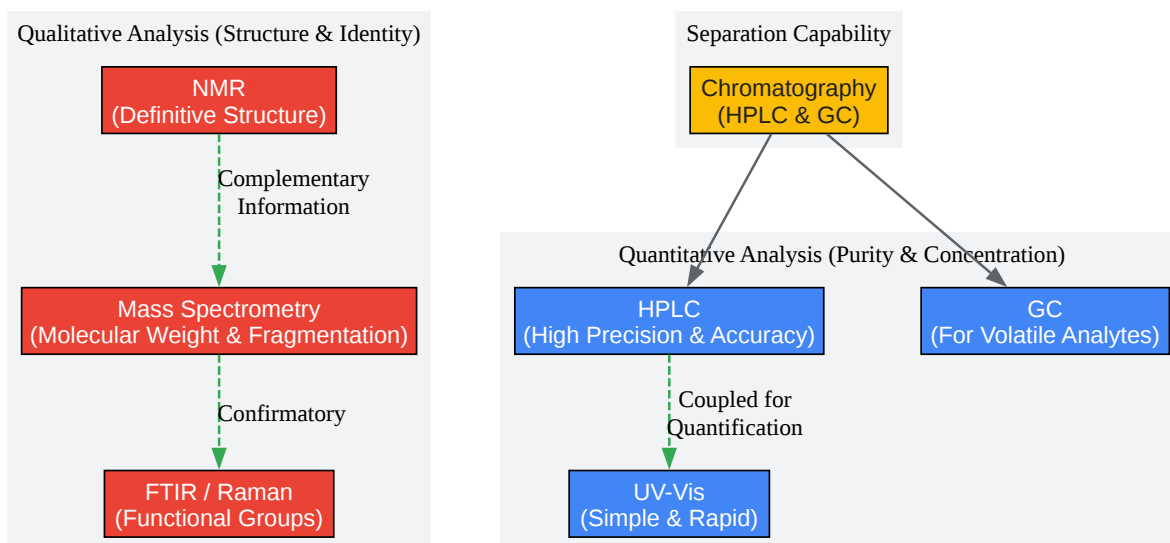 Qualitative Analysis (Structure & Identity)
NMR
(Definitive Structure)
Complementary
Information
Mass Spectrometry
(Molecular Weight & Fragmentation)
Confirmatory
FTIR / Raman
(Functional Groups)
Separation Capability
Chromatography
(HPLC & GC)
Quantitative Analysis (Purity & Concentration)
HPLC
(High Precision & Accuracy)
GC
(For Volatile Analytes)
Coupled for
Quantification
UV-Vis
(Simple & Rapid)